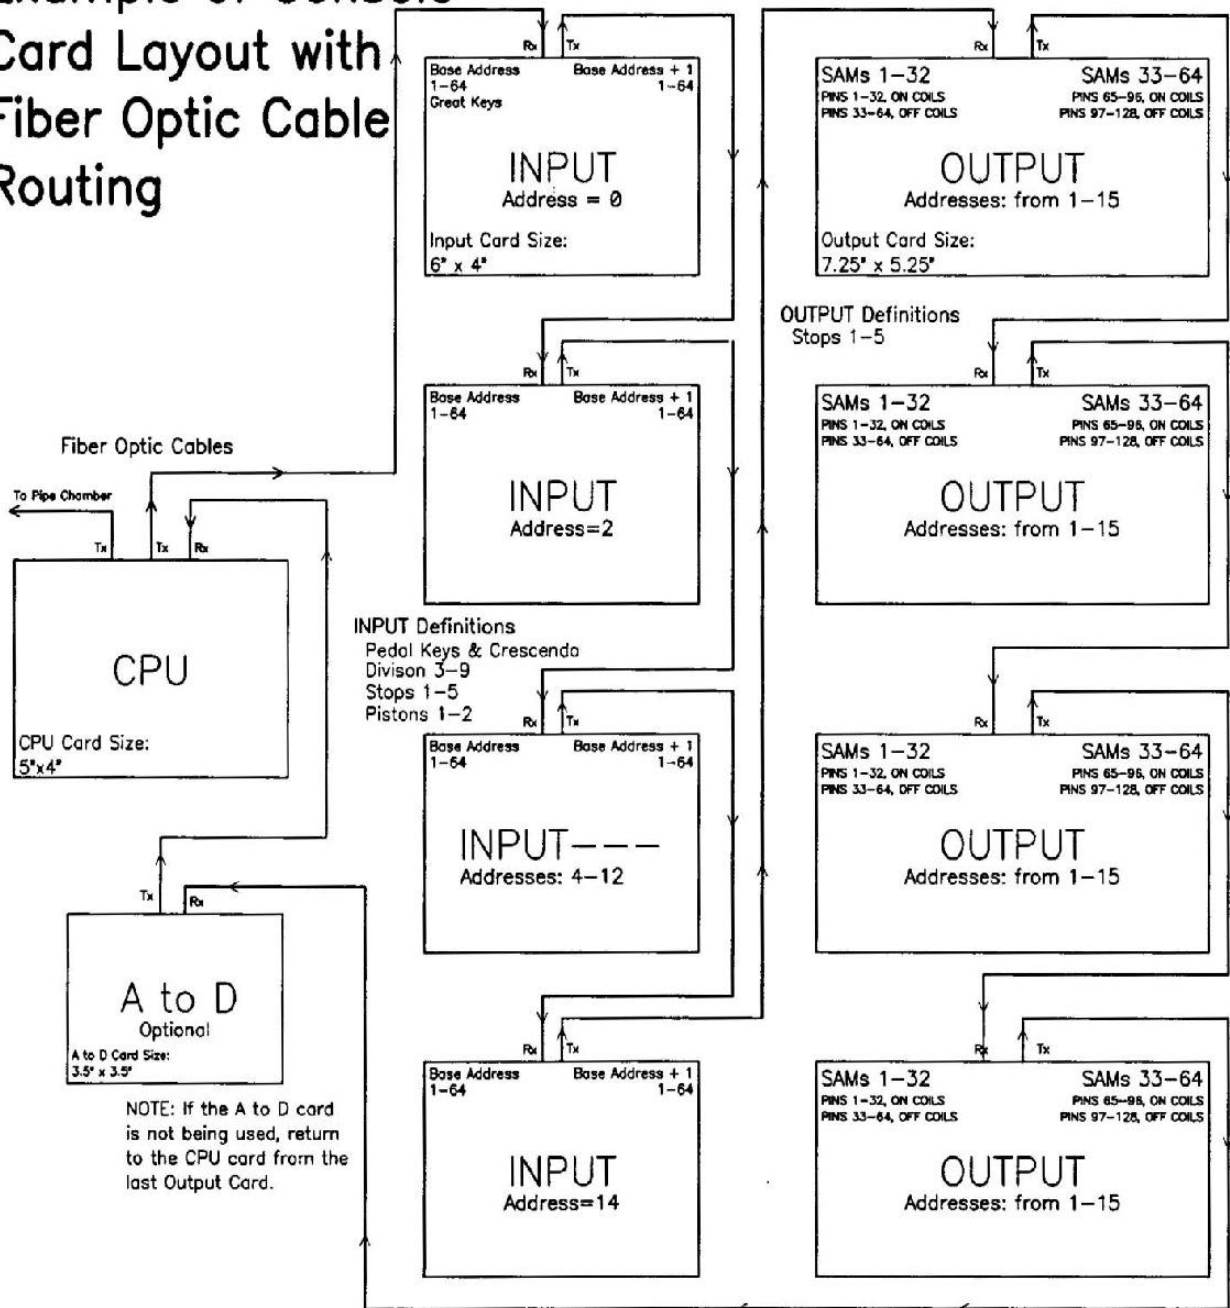 Card Layout with
Fiber Optic Cable
Routing
Rx Tx
Base Address Base Address + 1
1-64 1-64
Great Keys
INPUT
Address = 0
Input Card Size:
6" x 4"
Rx Tx
SAMs 1-32 SAMs 33-64
PINS 1-32, ON COILS PINS 65-96, ON COILS
PINS 33-64, OFF COILS PINS 97-128, OFF COILS
OUTPUT
Addresses: from 1-15
Output Card Size:
7.25" x 5.25"
OUTPUT Definitions
Stops 1-5
Rx Tx
Base Address Base Address + 1
1-64 1-64
INPUT
Address=2
Rx Tx
SAMs 1-32 SAMs 33-64
PINS 1-32, ON COILS PINS 65-96, ON COILS
PINS 33-64, OFF COILS PINS 97-128, OFF COILS
OUTPUT
Addresses: from 1-15
Fiber Optic Cables
To Pipe Chamber
Tx Tx Rx
CPU
CPU Card Size:
5"x4"
INPUT Definitions
Pedal Keys & Crescendo
Divison 3-9
Stops 1-5
Pistons 1-2
Rx Tx
Base Address Base Address + 1
1-64 1-64
INPUT---
Addresses: 4-12
Rx Tx
SAMs 1-32 SAMs 33-64
PINS 1-32, ON COILS PINS 65-96, ON COILS
PINS 33-64, OFF COILS PINS 97-128, OFF COILS
OUTPUT
Addresses: from 1-15
Tx Rx
A to D
Optional
A to D Card Size:
3.5" x 3.5"
NOTE: If the A to D card
is not being used, return
to the CPU card from the
last Output Card.
Rx Tx
Base Address Base Address + 1
1-64 1-64
INPUT
Address=14
Rx Tx
SAMs 1-32 SAMs 33-64
PINS 1-32, ON COILS PINS 65-96, ON COILS
PINS 33-64, OFF COILS PINS 97-128, OFF COILS
OUTPUT
Addresses: from 1-15